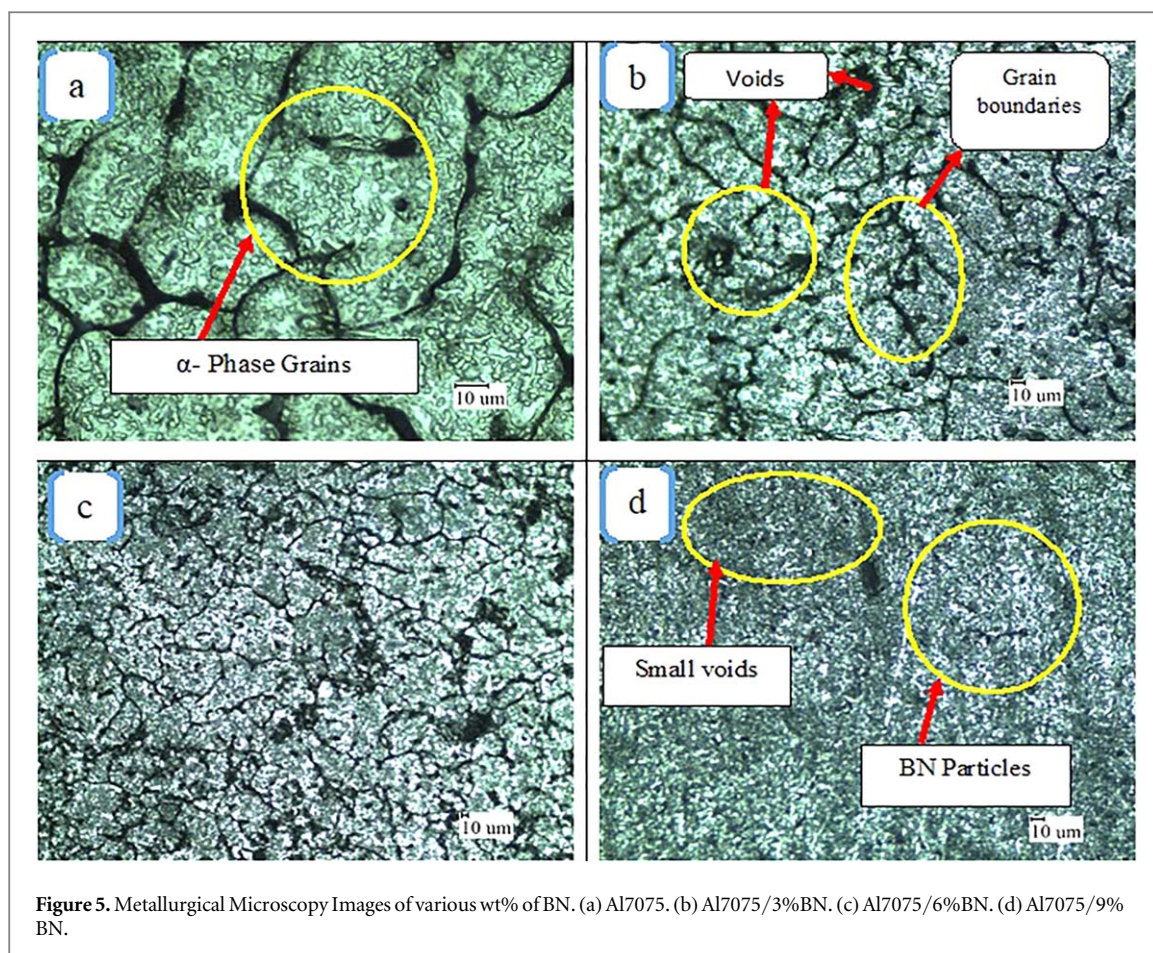 a
α- Phase Grains
10 um
b
Voids
Grain
boundaries
10 um
c
10 um
d
Small voids
BN Particles
10 um
Figure 5. Metallurgical Microscopy Images of various wt% of BN. (a) Al7075. (b) Al7075/3%BN. (c) Al7075/6%BN. (d) Al7075/9%
BN.